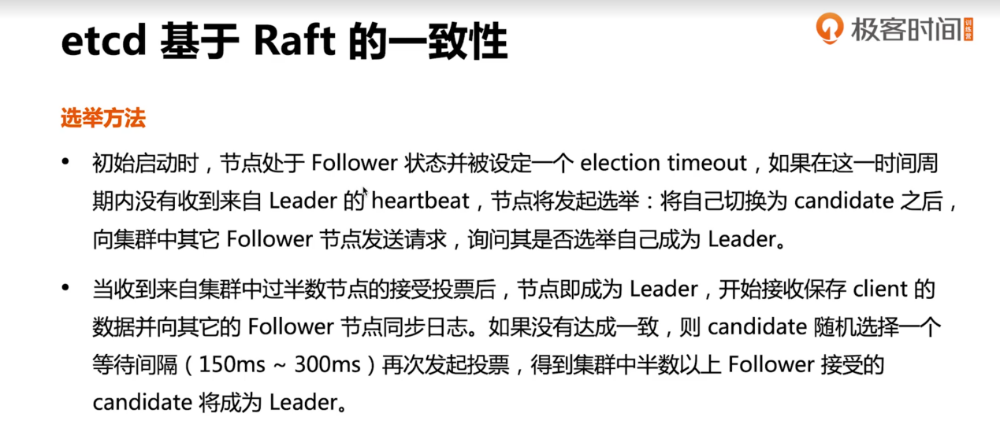 etcd 基于 Raft 的一致性
极客时间 训练营
选举方法
• 初始启动时，节点处于 Follower 状态并被设定一个 election timeout，如果在这一时间周
期内没有收到来自 Leader 的 heartbeat，节点将发起选举：将自己切换为 candidate 之后，
向集群中其它 Follower 节点发送请求，询问其是否选举自己成为 Leader。
• 当收到来自集群中过半数节点的接受投票后，节点即成为 Leader，开始接收保存 client 的
数据并向其它的 Follower 节点同步日志。如果没有达成一致，则 candidate 随机选择一个
等待间隔（150ms ~ 300ms）再次发起投票，得到集群中半数以上 Follower 接受的
candidate 将成为 Leader。